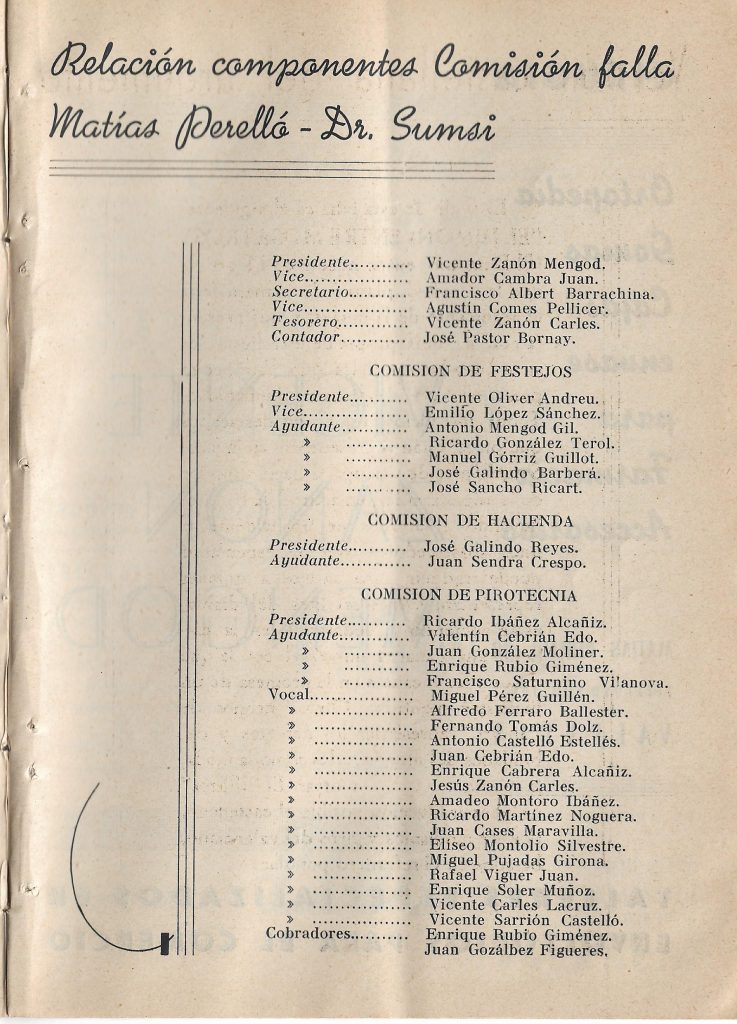 Relación componentes Comisión falla
Matías Perelló - Dr. Sumsi
Presidente........... Vicente Zanón Mengod.
Vice................... Amador Cambra Juan.
Secretario........... Francisco Albert Barrachina.
Vice................... Agustín Comes Pellicer.
Tesorero............. Vicente Zanón Carles.
Contador............ José Pastor Bornay.
COMISION DE FESTEJOS
Presidente........... Vicente Oliver Andreu.
Vice................... Emilio López Sánchez.
Ayudante............ Antonio Mengod Gil.
» ............ Ricardo González Terol.
» ............ Manuel Górriz Guillot.
» ............ José Galindo Barberá.
» ............ José Sancho Ricart.
COMISION DE HACIENDA
Presidente........... José Galindo Reyes.
Ayudante............. Juan Sendra Crespo.
COMISION DE PIROTECNIA
Presidente........... Ricardo Ibáñez Alcañiz.
Ayudante............. Valentín Cebrián Edo.
» ............ Juan González Moliner.
» ............ Enrique Rubio Giménez.
» ............ Francisco Saturnino Vilanova.
Vocal................... Miguel Pérez Guillén.
» .................. Alfredo Ferraro Ballester.
» .................. Fernando Tomás Dolz.
» .................. Antonio Castelló Estellés.
» .................. Juan Cebrián Edo.
» .................. Enrique Cabrera Alcañiz.
» .................. Jesús Zanón Carles.
» .................. Amadeo Montoro Ibáñez.
» .................. Ricardo Martínez Noguera.
» .................. Juan Cases Maravilla.
» .................. Eliseo Montolio Silvestre.
» .................. Miguel Pujadas Girona.
» .................. Rafael Viguer Juan.
» .................. Enrique Soler Muñoz.
» .................. Vicente Carles Lacruz.
» .................. Vicente Sarrión Castelló.
Cobradores........... Enrique Rubio Giménez.
Juan Gozálbez Figueres.